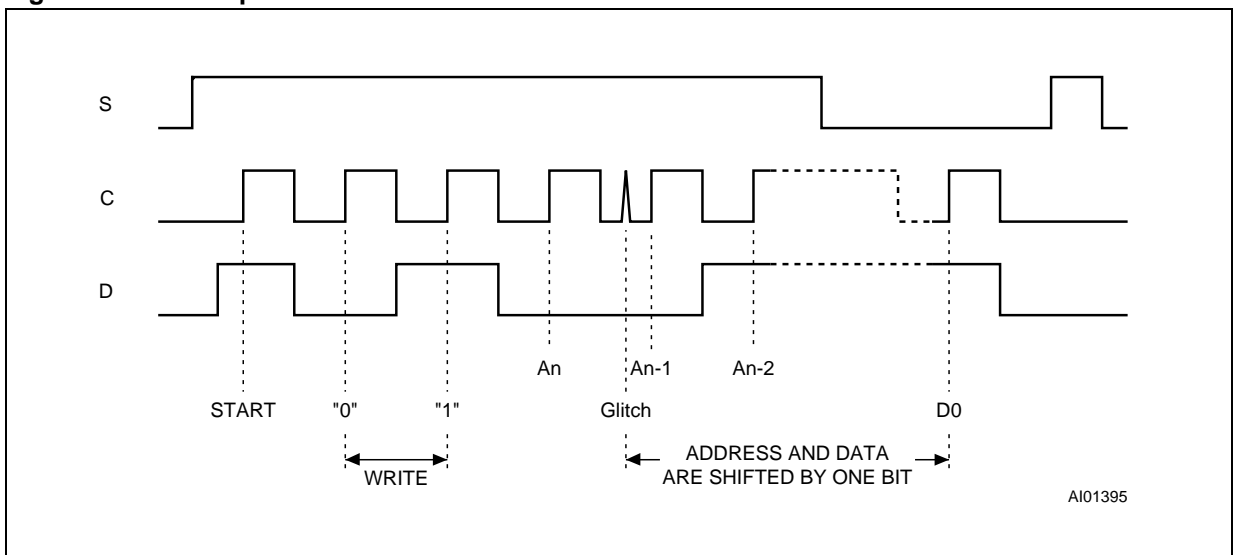 S
C
D
An An-1 An-2
START "0" "1" Glitch D0
WRITE
ADDRESS AND DATA
ARE SHIFTED BY ONE BIT
AI01395